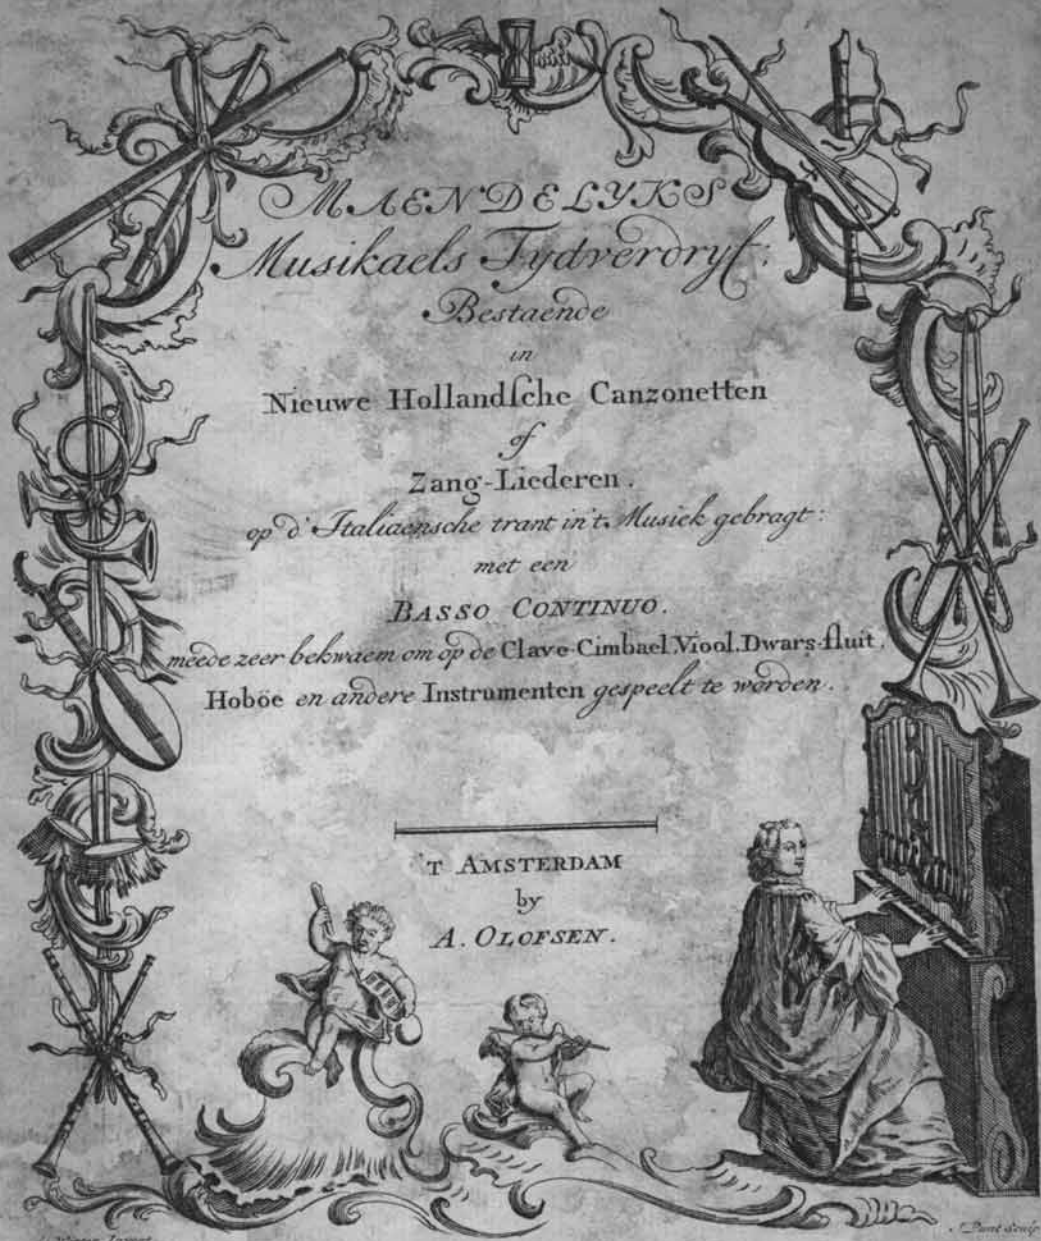 MAENDELYKS
Musikaels Tydverdryf;
Bestaende
in
Nieuwe Hollandſche Canzonetten
of
Zang-Liederen.
op d' Italiaensche trant in 't Musiek gebragt:
met een
BASSO CONTINUO.
meede zeer bekwaem om op de Clave-Cimbael. Viool. Dwars-fluit.
Hoböe en andere Instrumenten gespeelt te worden.
'T AMSTERDAM
by
A. OLOFSEN.
J. Punt Sculp